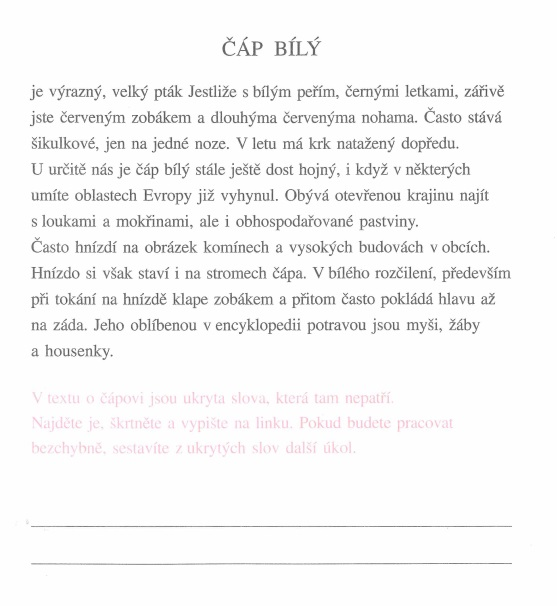 ČÁP BÍLÝ
je výrazný, velký pták Jestliže s bílým peřím, černými letkami, zářivě
jste červeným zobákem a dlouhýma červenýma nohama. Často stává
šikulkové, jen na jedné noze. V letu má krk natažený dopředu.
U určitě nás je čáp bílý stále ještě dost hojný, i když v některých
umíte oblastech Evropy již vyhynul. Obývá otevřenou krajinu najít
s loukami a mokřinami, ale i obhospodařované pastviny.
Často hnízdí na obrázek komínech a vysokých budovách v obcích.
Hnízdo si však staví i na stromech čápa. V bílého rozčilení, především
při tokání na hnízdě klape zobákem a přitom často pokládá hlavu až
na záda. Jeho oblíbenou v encyklopedii potravou jsou myši, žáby
a housenky.
V textu o čápovi jsou ukryta slova, která tam nepatří.
Najděte je, škrtněte a vypište na linku. Pokud budete pracovat
bezchybně, sestavíte z ukrytých slov další úkol.